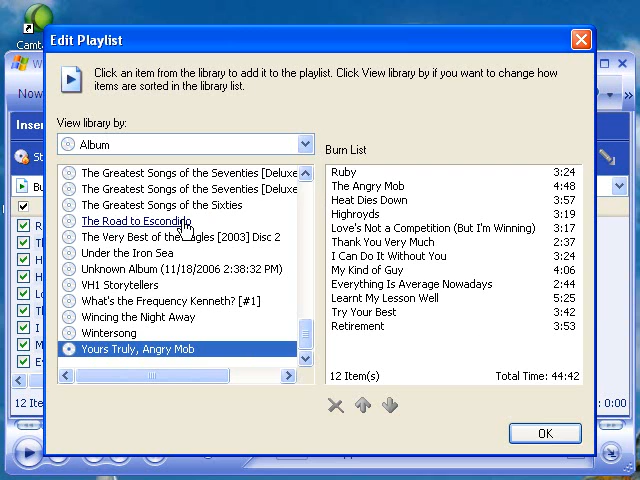 Camt
Edit Playlist
W
Now
Click an item from the library to add it to the playlist. Click View library by if you want to change how
items are sorted in the library list.
»
Inser
View library by:
Album
Burn List
St
Bu
The Greatest Songs of the Seventies [Deluxe
The Greatest Songs of the Seventies [Deluxe
The Greatest Songs of the Sixties
The Road to Escondido
The Very Best of the Eagles [2003] Disc 2
Under the Iron Sea
Unknown Album (11/18/2006 2:38:32 PM)
VH1 Storytellers
What's the Frequency Kenneth? [#1]
Wincing the Night Away
Wintersong
Yours Truly, Angry Mob
Ruby 3:24
The Angry Mob 4:48
Heat Dies Down 3:57
Highroyds 3:19
Love's Not a Competition (But I'm Winning) 3:17
Thank You Very Much 2:37
I Can Do It Without You 3:24
My Kind of Guy 4:06
Everything Is Average Nowadays 2:44
Learnt My Lesson Well 5:25
Try Your Best 3:42
Retirement 3:53
12 Item(s) Total Time: 44:42
12 Ite
: 0:00
OK